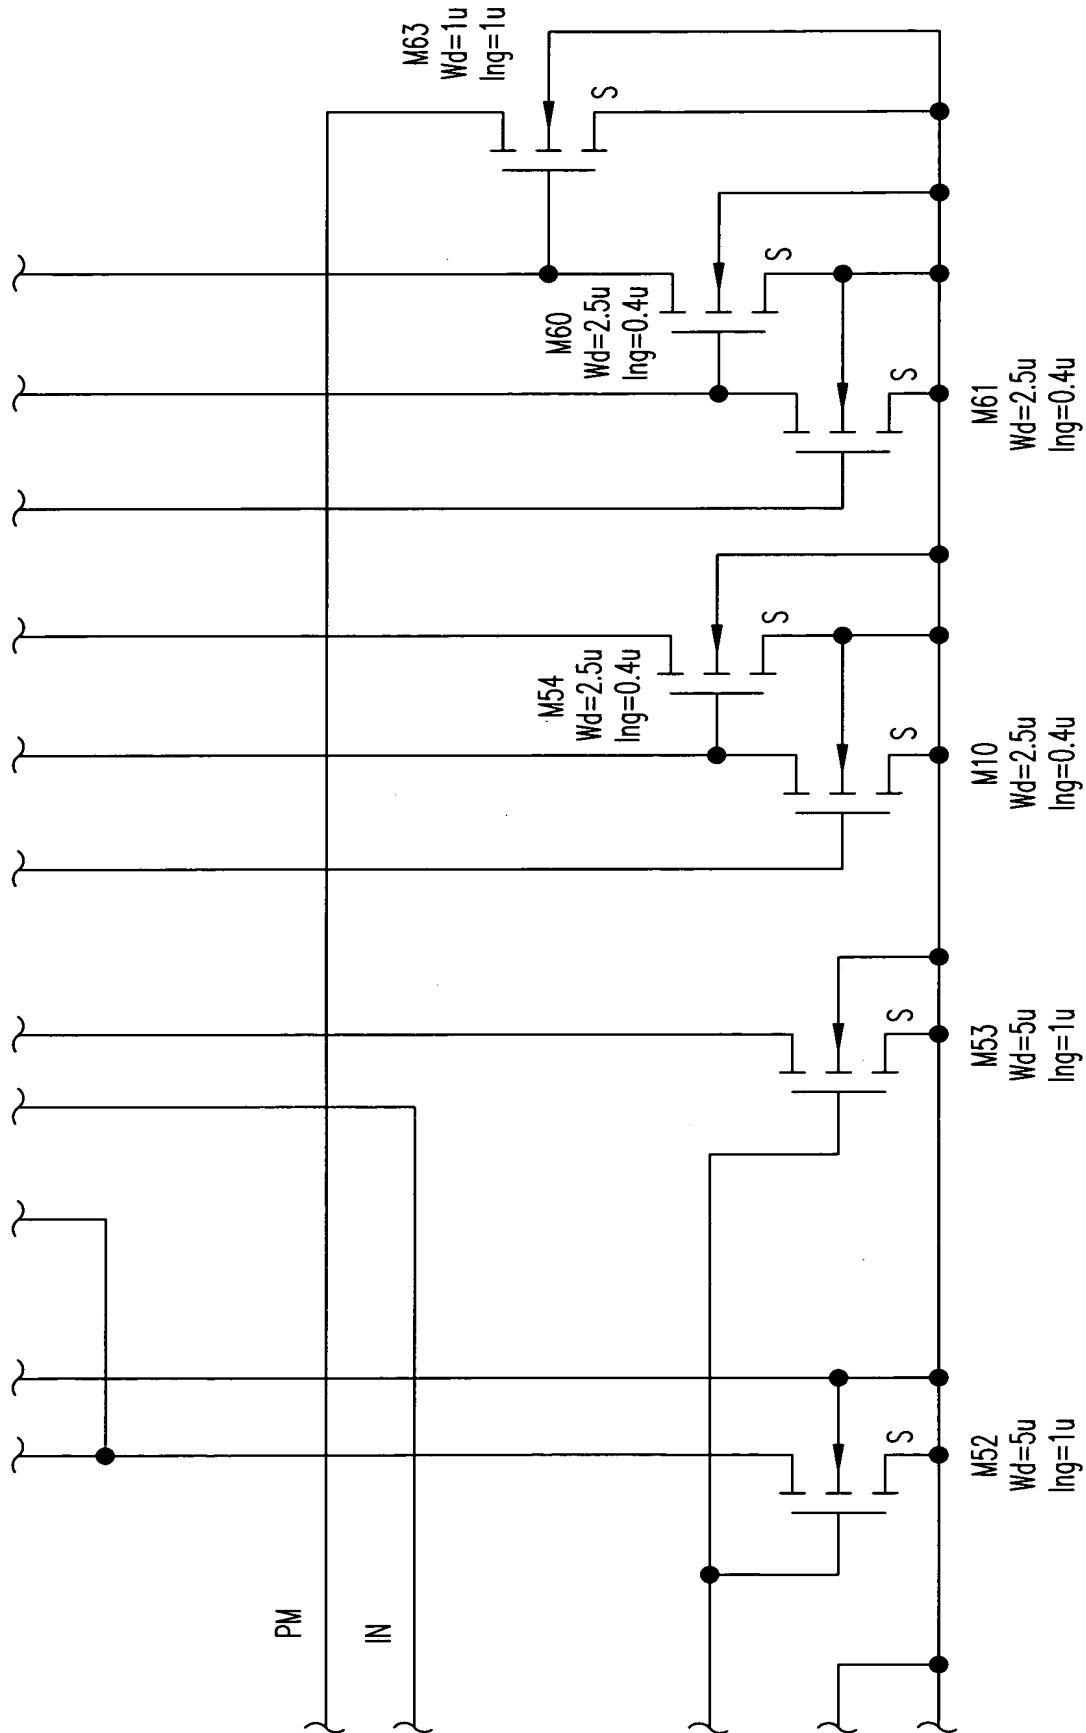 M63
Wd=1u
lng=1u
S
M60
Wd=2.5u
lng=0.4u
S
M61
Wd=2.5u
lng=0.4u
S
M54
Wd=2.5u
lng=0.4u
S
M10
Wd=2.5u
lng=0.4u
S
M53
Wd=5u
lng=1u
S
M52
Wd=5u
lng=1u
S
PM
IN